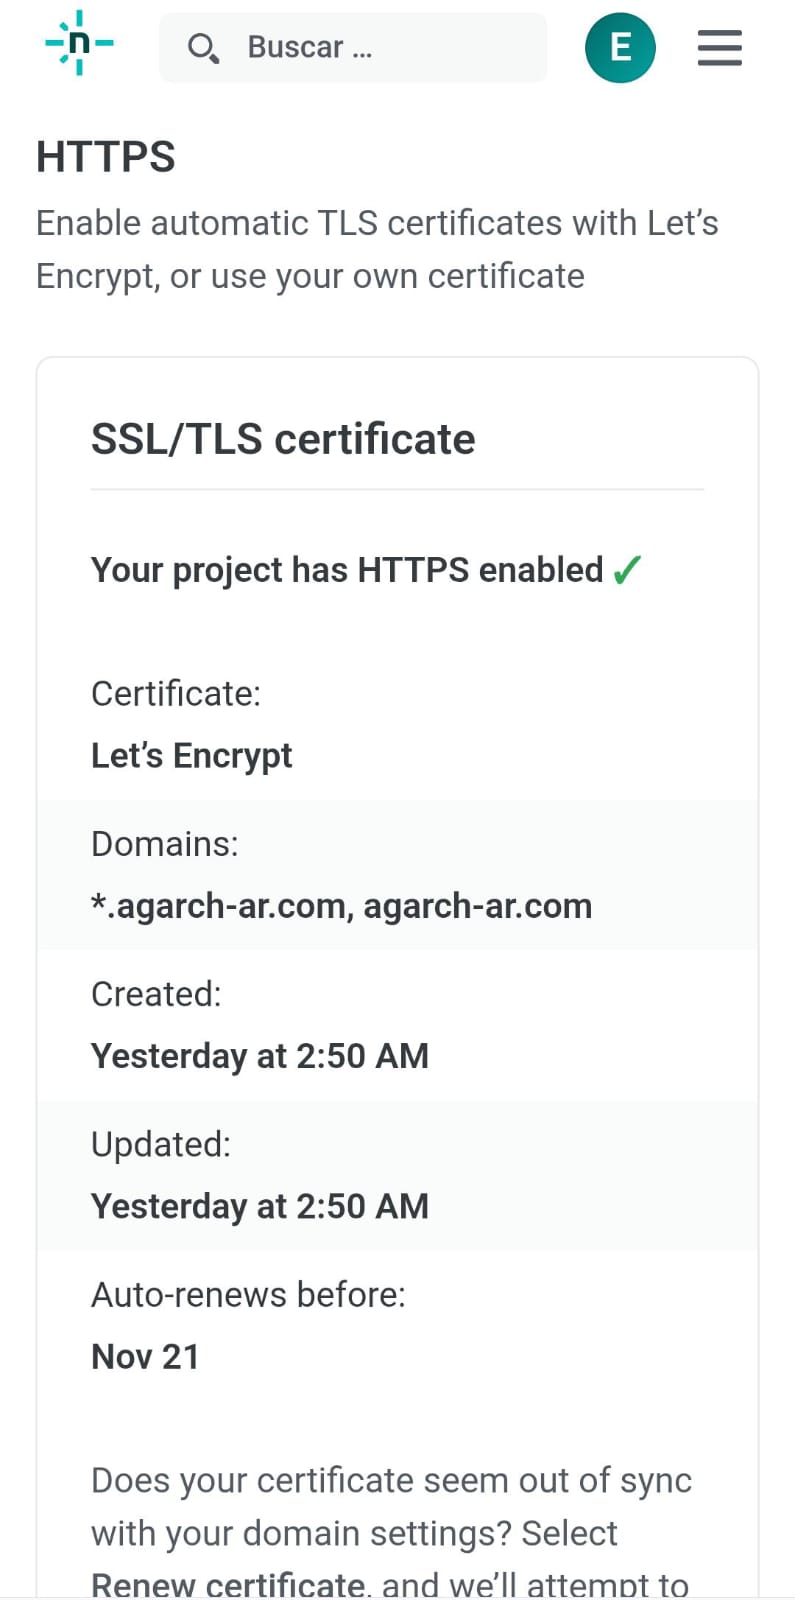 n
Buscar ...
E
HTTPS
Enable automatic TLS certificates with Let’s
Encrypt, or use your own certificate
SSL/TLS certificate
Your project has HTTPS enabled ✓
Certificate:
Let’s Encrypt
Domains:
*.agarch-ar.com, agarch-ar.com
Created:
Yesterday at 2:50 AM
Updated:
Yesterday at 2:50 AM
Auto-renews before:
Nov 21
Does your certificate seem out of sync
with your domain settings? Select
Renew certificate, and we’ll attempt to